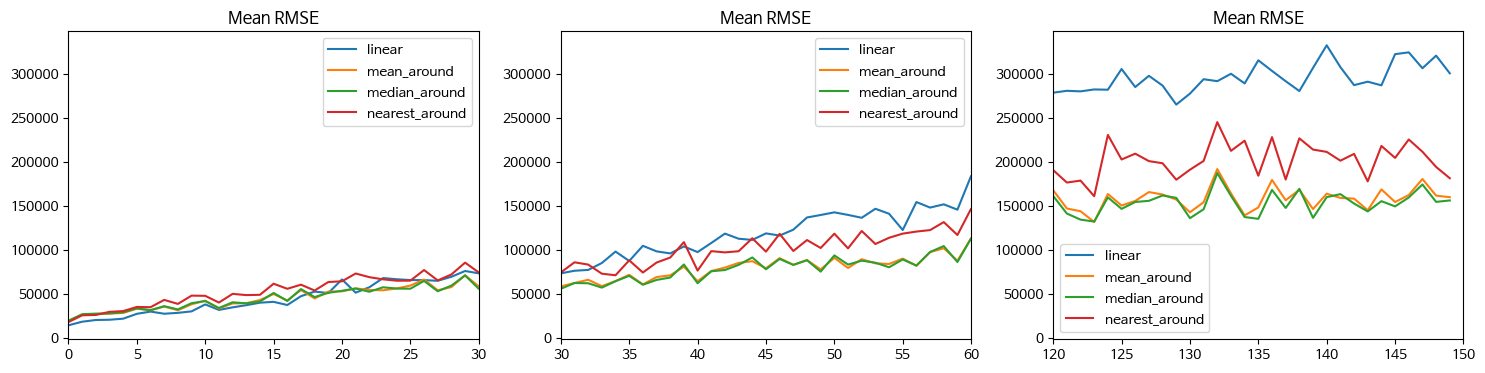 Mean RMSE
linear
mean_around
median_around
nearest_around
300000
250000
200000
150000
100000
50000
0
0 5 10 15 20 25 30
Mean RMSE
linear
mean_around
median_around
nearest_around
300000
250000
200000
150000
100000
50000
0
30 35 40 45 50 55 60
Mean RMSE
300000
250000
200000
150000
100000
50000
0
linear
mean_around
median_around
nearest_around
120 125 130 135 140 145 150